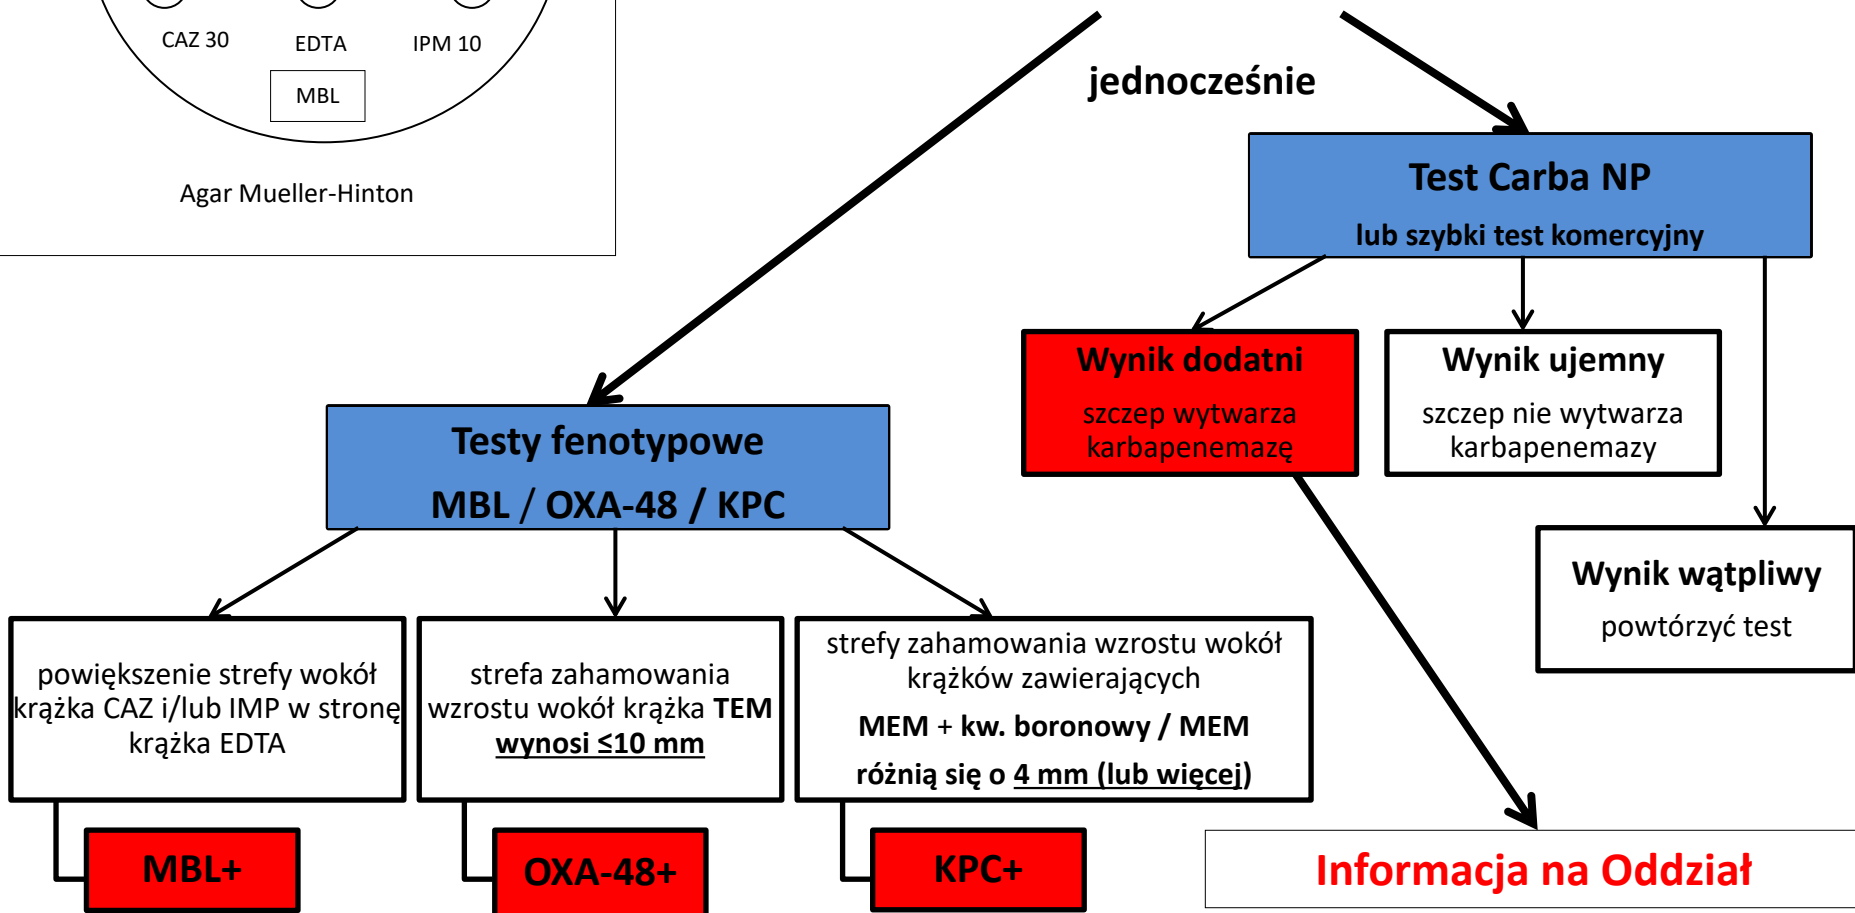 CAZ 30
EDTA
IPM 10
MBL
Agar Mueller-Hinton
jednocześnie
Test Carba NP
lub szybki test komercyjny
Wynik dodatni
szczep wytwarza
karbapenemazę
Wynik ujemny
szczep nie wytwarza
karbapenemazy
Wynik wątpliwy
powtórzyć test
Testy fenotypowe
MBL / OXA-48 / KPC
powiększenie strefy wokół
krążka CAZ i/lub IMP w stronę
krążka EDTA
strefa zahamowania
wzrostu wokół krążka TEM
wynosi ≤10 mm
strefy zahamowania wzrostu wokół
krążków zawierających
MEM + kw. boronowy / MEM
różnią się o 4 mm (lub więcej)
MBL+
OXA-48+
KPC+
Informacja na Oddział